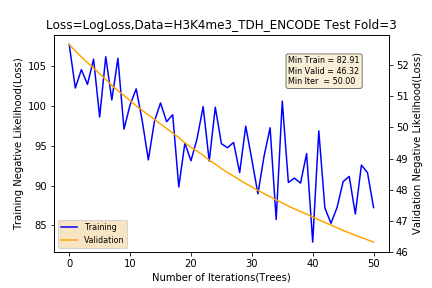 Loss=LogLoss,Data=H3K4me3_TDH_ENCODE Test Fold=3
Training Negative Likelihood(Loss)
105
100
95
90
85
Min Train = 82.91
Min Valid = 46.32
Min Iter  = 50.00
Training
Validation
52
51
50
49
48
47
46
Validation Negative Likelihood(Loss)
0
10
20
30
40
50
Number of Iterations(Trees)